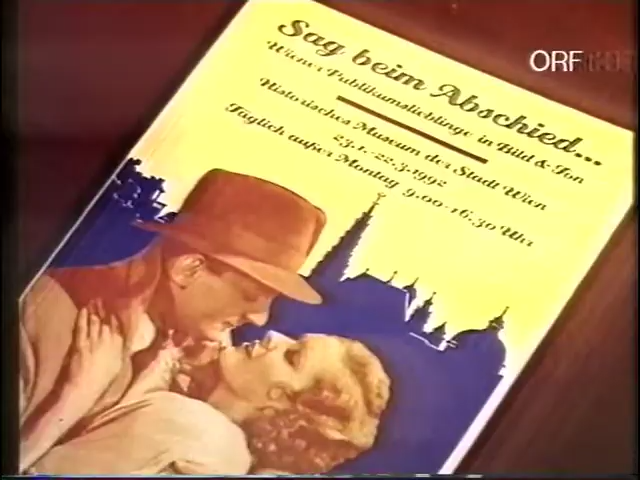 ORF
Sag beim Abschied...
Wiener Publikumslieblinge in Bild & Ton
Historisches Museum der Stadt Wien
23.1.-22.3.1992
Täglich außer Montag 9.00-16.30 Uhr